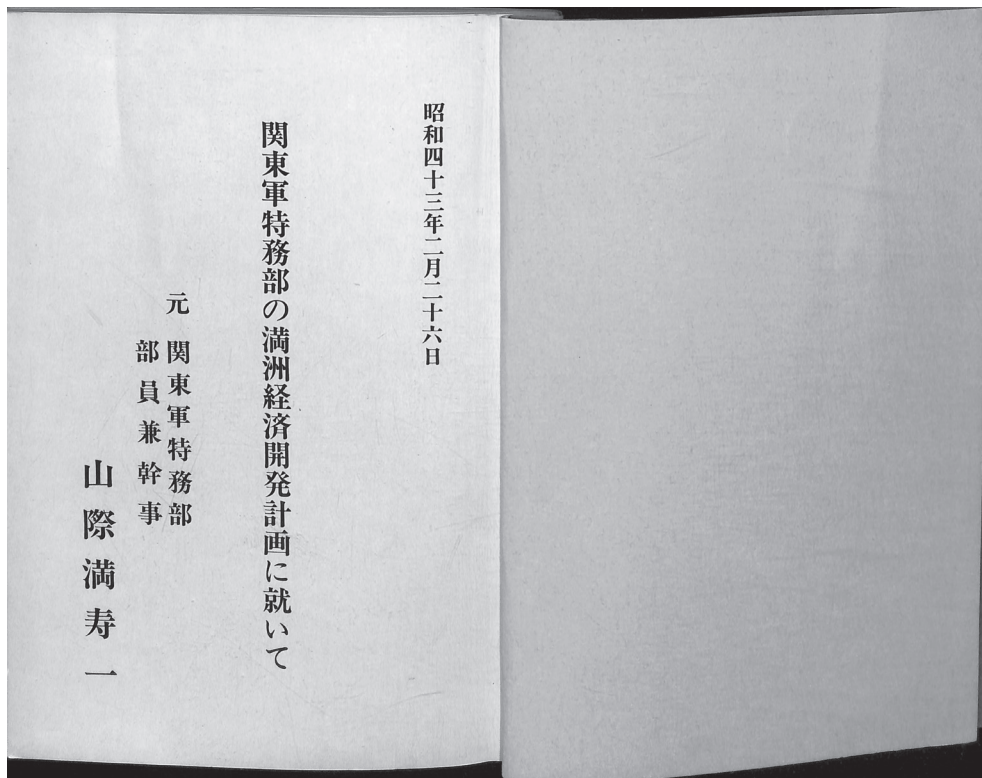 昭和四十三年二月二十六日
関東軍特務部の満洲経済開発計画に就いて
元 関東軍特務部
部員兼幹事
山際満寿一